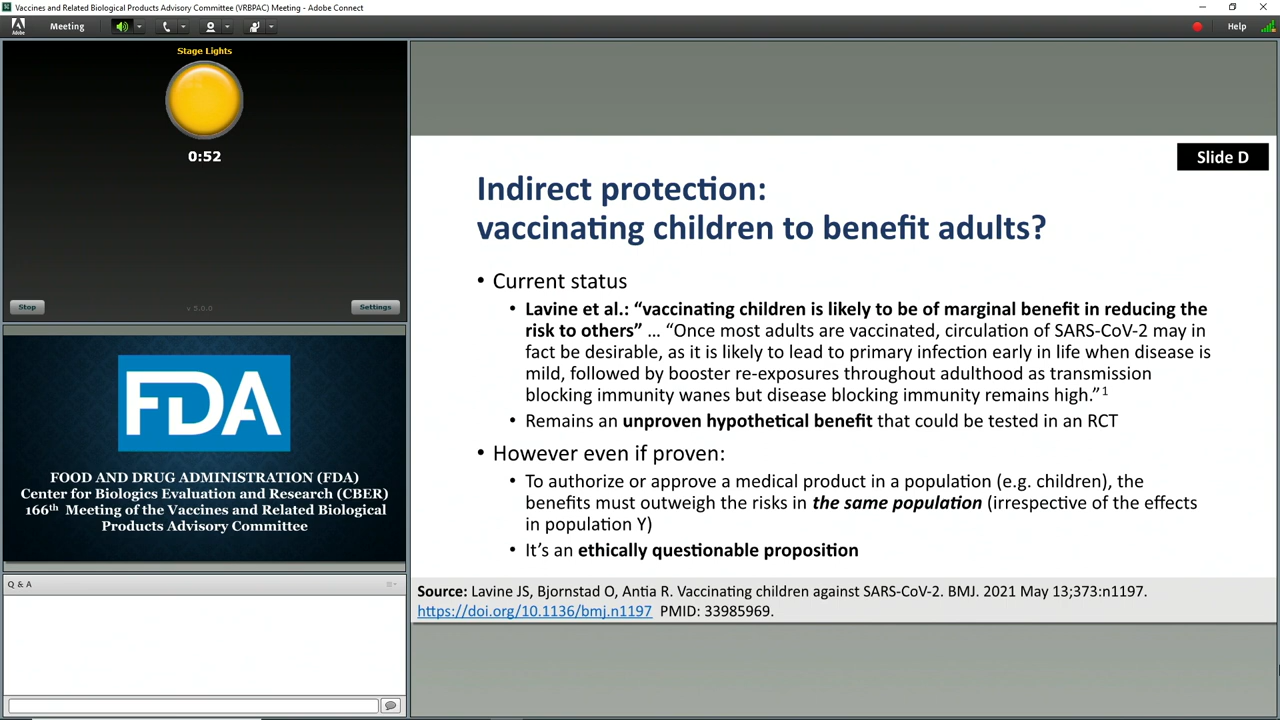 Vaccines and Related Biological Products Advisory Committee (VRBPAC) Meeting - Adobe Connect
Adobe
Meeting
Help
Stage Lights
0:52
Stop
v 5.0.0
Settings
FDA
FOOD AND DRUG ADMINISTRATION (FDA)
Center for Biologics Evaluation and Research (CBER)
166th Meeting of the Vaccines and Related Biological
Products Advisory Committee
Q & A
Slide D
Indirect protection:
vaccinating children to benefit adults?
• Current status
• Lavine et al.: “vaccinating children is likely to be of marginal benefit in reducing the
risk to others” … “Once most adults are vaccinated, circulation of SARS-CoV-2 may in
fact be desirable, as it is likely to lead to primary infection early in life when disease is
mild, followed by booster re-exposures throughout adulthood as transmission
blocking immunity wanes but disease blocking immunity remains high.”1
• Remains an unproven hypothetical benefit that could be tested in an RCT
• However even if proven:
• To authorize or approve a medical product in a population (e.g. children), the
benefits must outweigh the risks in the same population (irrespective of the effects
in population Y)
• It’s an ethically questionable proposition
Source: Lavine JS, Bjornstad O, Antia R. Vaccinating children against SARS-CoV-2. BMJ. 2021 May 13;373:n1197.
https://doi.org/10.1136/bmj.n1197 PMID: 33985969.